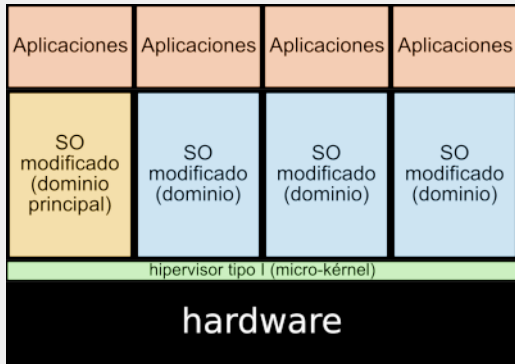 Aplicaciones
Aplicaciones
Aplicaciones
Aplicaciones
SO
modificado
(dominio
principal)
SO
modificado
(dominio)
SO
modificado
(dominio)
SO
modificado
(dominio)
hipervisor tipo I (micro-kérnel)
hardware